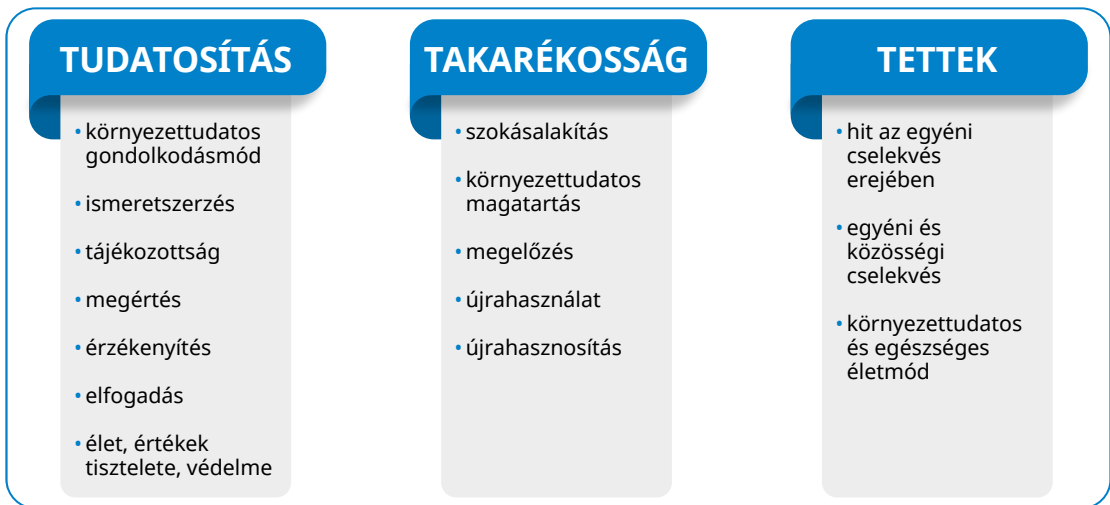 TUDATOSÍTÁS
• környezettudatos
gondolkodásmód
• ismeretszerzés
• tájékozottság
• megértés
• érzékenyítés
• elfogadás
• élet, értékek
tisztelete, védelme
TAKARÉKOSSÁG
• szokásalakítás
• környezettudatos
magatartás
• megelőzés
• újrahasználat
• újrahasznosítás
TETTEK
• hit az egyéni
cselekvés
erejében
• egyéni és
közösségi
cselekvés
• környezettudatos
és egészséges
életmód